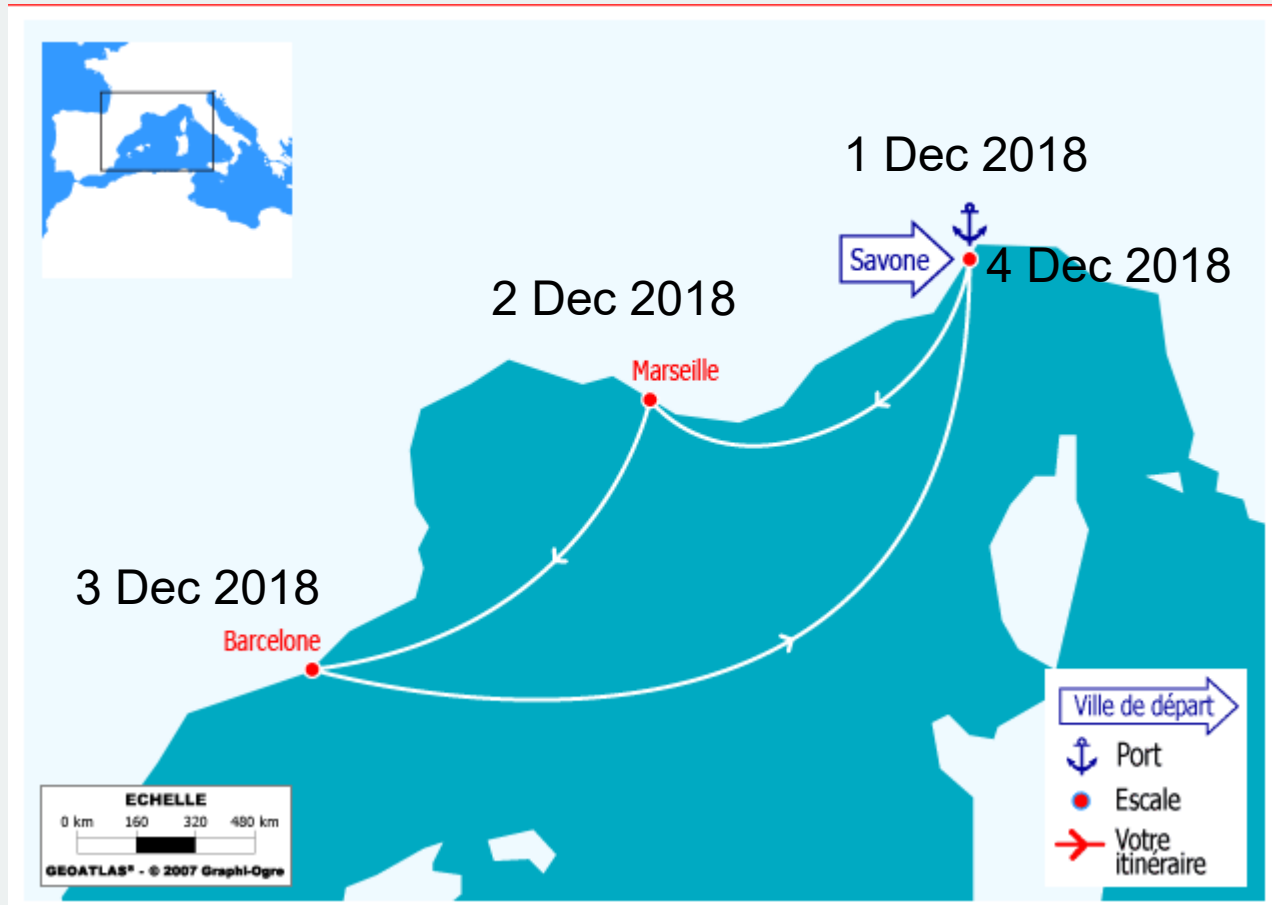 1 Dec 2018
Savone
4 Dec 2018
2 Dec 2018
Marseille
3 Dec 2018
Barcelone
Ville de départ
Port
Escale
Votre
itinéraire
ECHELLE
0 km 160 320 480 km
GEOATLAS® - © 2007 Graphi-Ogre